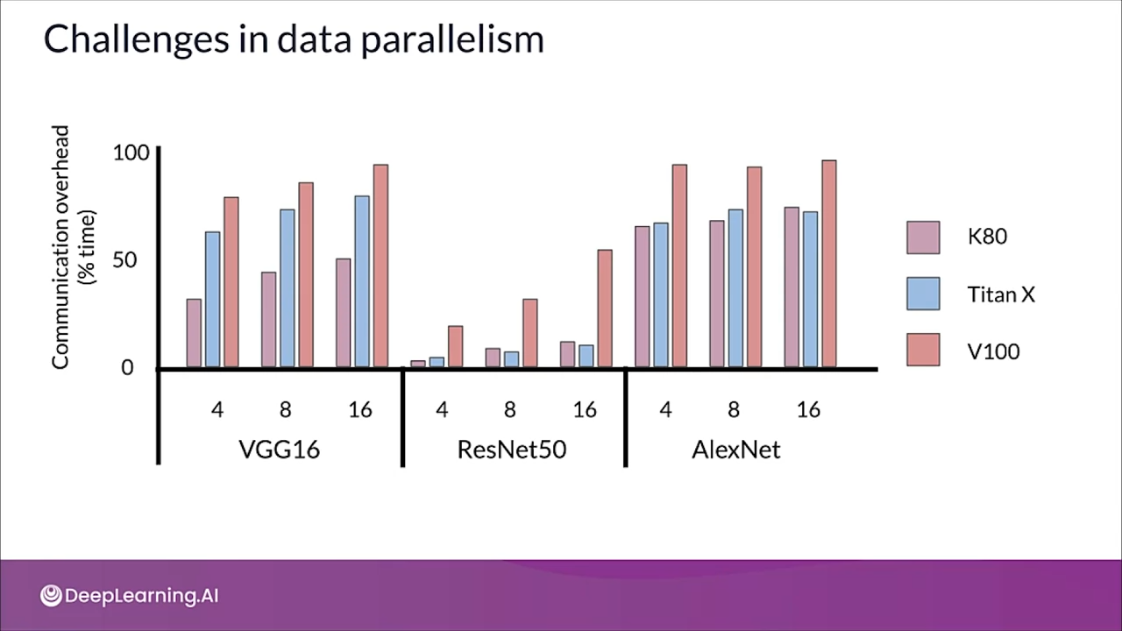 Challenges in data parallelism
Communication overhead
(% time)
100
50
0
4 8 16
VGG16
4 8 16
ResNet50
4 8 16
AlexNet
K80
Titan X
V100
DeepLearning.AI